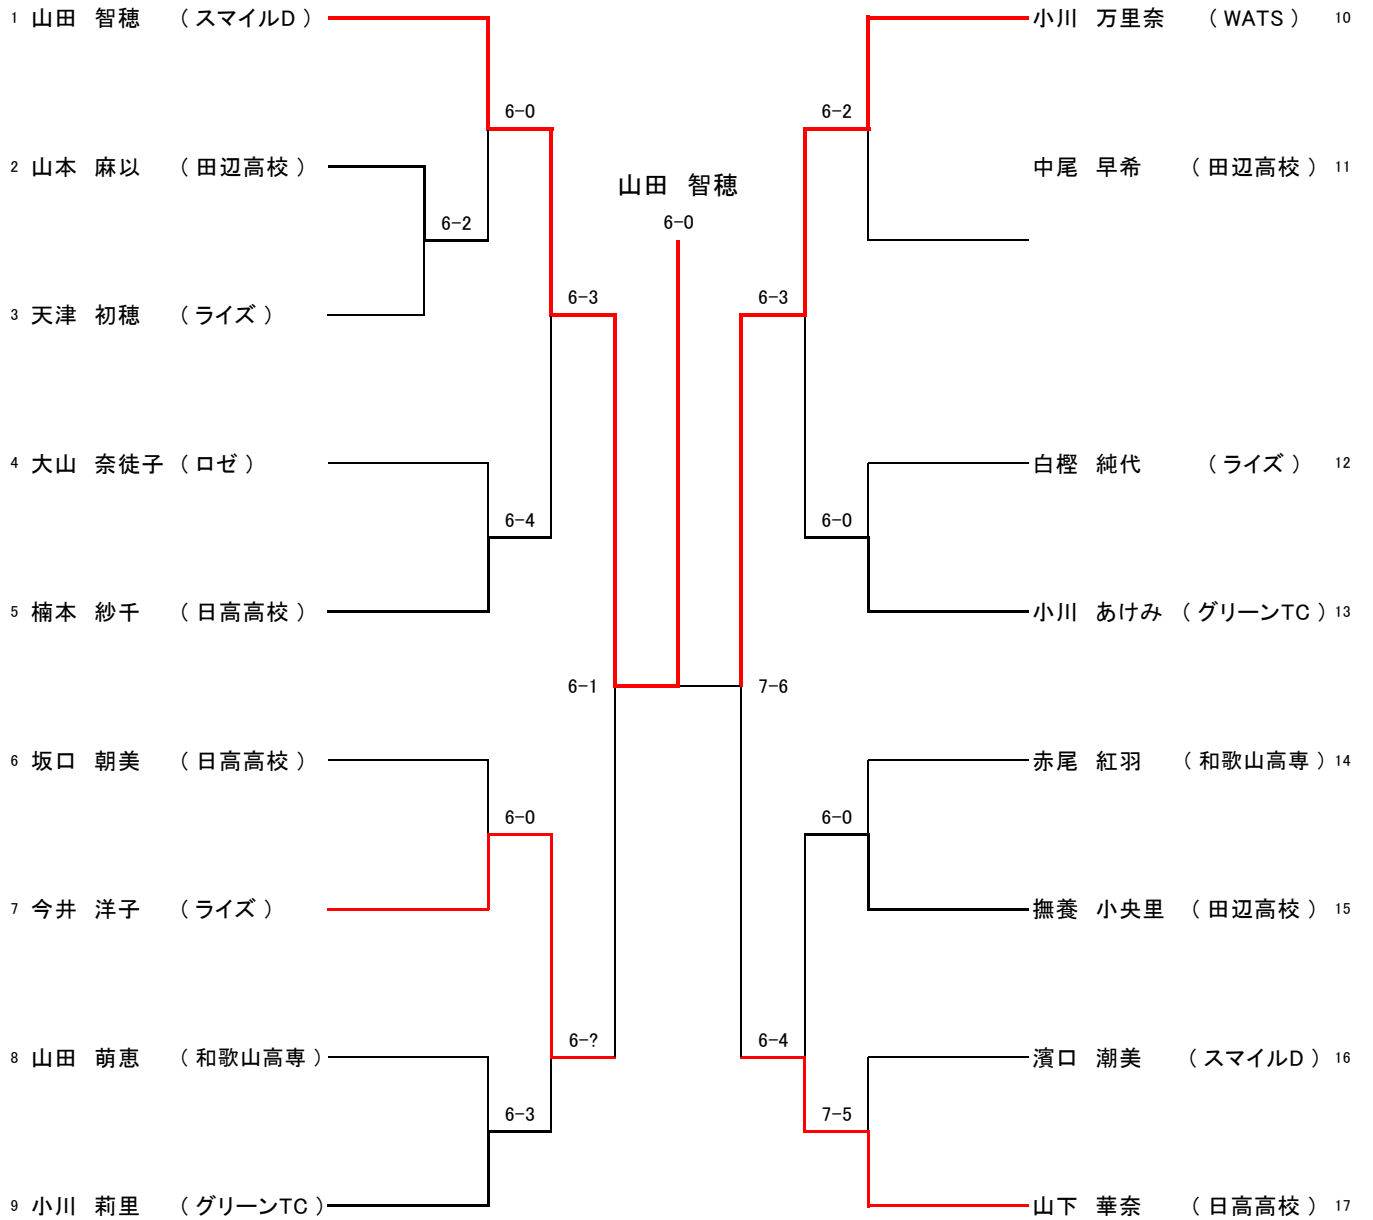 1 山田 智穂 （ スマイルD ） 小川 万里奈 （ WATS ） 10
6-0 6-2
2 山本 麻以 （ 田辺高校 ） 中尾 早希 （ 田辺高校 ） 11
山田 智穂
6-2 6-0
6-3 6-3
3 天津 初穂 （ ライズ ）
4 大山 奈徒子 （ ロゼ ） 白樫 純代 （ ライズ ） 12
6-4 6-0
5 楠本 紗千 （ 日高高校 ） 小川 あけみ （ グリーンTC ） 13
6-1 7-6
6 坂口 朝美 （ 日高高校 ） 赤尾 紅羽 （ 和歌山高専 ） 14
6-0 6-0
7 今井 洋子 （ ライズ ） 撫養 小央里 （ 田辺高校 ） 15
6-? 6-4
8 山田 萌恵 （ 和歌山高専 ） 濱口 潮美 （ スマイルD ） 16
6-3 7-5
9 小川 莉里 （ グリーンTC ） 山下 華奈 （ 日高高校 ） 17